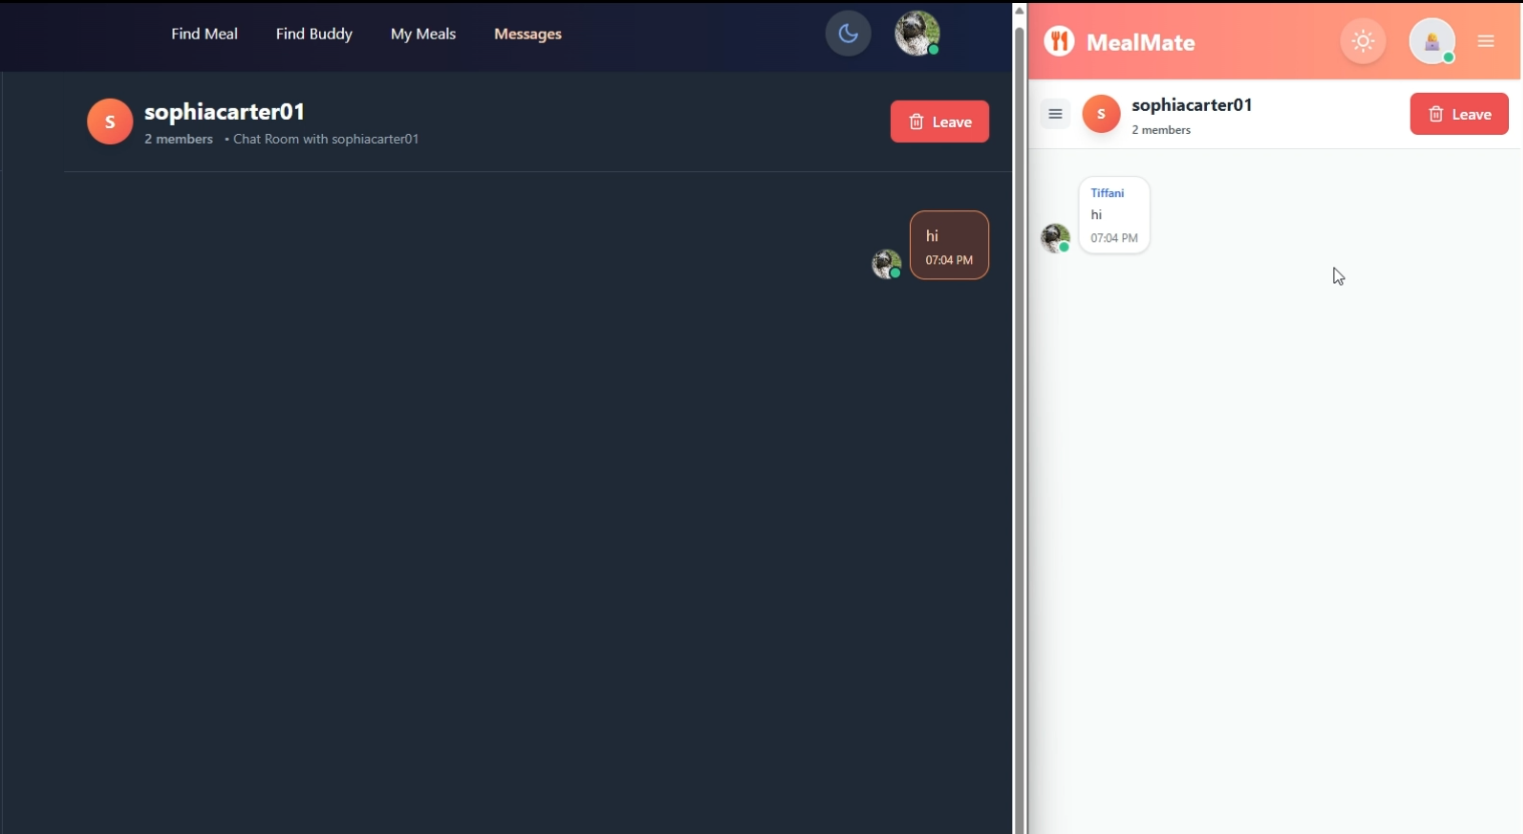 Find Meal Find Buddy My Meals Messages
S
sophiacarter01
2 members • Chat Room with sophiacarter01
Leave
hi
07:04 PM
MealMate
S
sophiacarter01
2 members
Leave
Tiffani
hi
07:04 PM